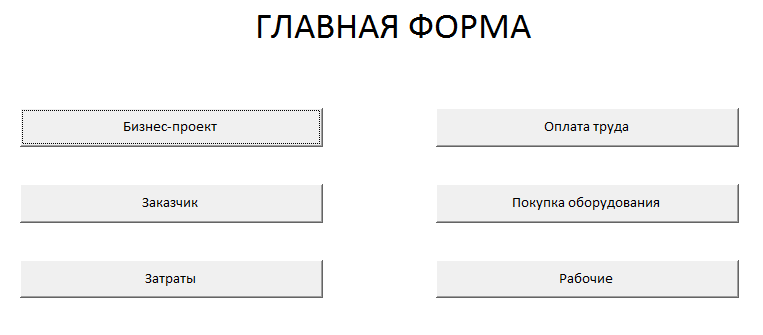 ГЛАВНАЯ ФОРМА
Бизнес-проект
Оплата труда
Заказчик
Покупка оборудования
Затраты
Рабочие